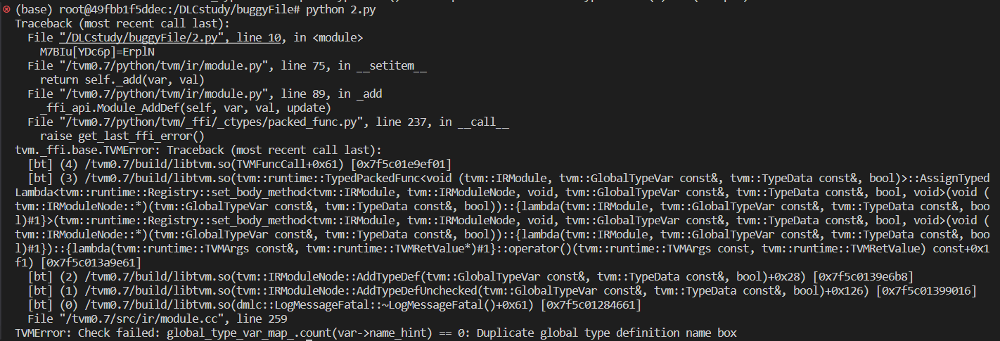 (base) root@49fbb1f5ddec:/DLCstudy/buggyFile# python 2.py
Traceback (most recent call last):
  File "/DLCstudy/buggyFile/2.py", line 10, in <module>
    M7BIu[YDc6p]=ErplN
  File "/tvm0.7/python/tvm/ir/module.py", line 75, in __setitem__
    return self._add(var, val)
  File "/tvm0.7/python/tvm/ir/module.py", line 89, in _add
    _ffi_api.Module_AddDef(self, var, val, update)
  File "/tvm0.7/python/tvm/_ffi/_ctypes/packed_func.py", line 237, in __call__
    raise get_last_ffi_error()
tvm._ffi.base.TVMError: Traceback (most recent call last):
  [bt] (4) /tvm0.7/build/libtvm.so(TVMFuncCall+0x61) [0x7f5c01e9ef01]
  [bt] (3) /tvm0.7/build/libtvm.so(tvm::runtime::TypedPackedFunc<void (tvm::IRModule, tvm::GlobalTypeVar const&, tvm::TypeData const&, bool)>::AssignTyped
Lambda<tvm::runtime::Registry::set_body_method<tvm::IRModule, tvm::IRModuleNode, void, tvm::GlobalTypeVar const&, tvm::TypeData const&, bool, void>(void (
tvm::IRModuleNode::*)(tvm::GlobalTypeVar const&, tvm::TypeData const&, bool))::{lambda(tvm::IRModule, tvm::GlobalTypeVar const&, tvm::TypeData const&, boo
l)#1}>(tvm::runtime::Registry::set_body_method<tvm::IRModule, tvm::IRModuleNode, void, tvm::GlobalTypeVar const&, tvm::TypeData const&, bool, void>(void (
tvm::IRModuleNode::*)(tvm::GlobalTypeVar const&, tvm::TypeData const&, bool))::{lambda(tvm::IRModule, tvm::GlobalTypeVar const&, tvm::TypeData const&, boo
l)#1})::{lambda(tvm::runtime::TVMArgs const&, tvm::runtime::TVMRetValue*)#1}::operator()(tvm::runtime::TVMArgs const, tvm::runtime::TVMRetValue) const+0x1
f1) [0x7f5c013a9e61]
  [bt] (2) /tvm0.7/build/libtvm.so(tvm::IRModuleNode::AddTypeDef(tvm::GlobalTypeVar const&, tvm::TypeData const&, bool)+0x28) [0x7f5c0139e6b8]
  [bt] (1) /tvm0.7/build/libtvm.so(tvm::IRModuleNode::AddTypeDefUnchecked(tvm::GlobalTypeVar const&, tvm::TypeData const&, bool)+0x126) [0x7f5c01399016]
  [bt] (0) /tvm0.7/build/libtvm.so(dmlc::LogMessageFatal::~LogMessageFatal()+0x61) [0x7f5c01284661]
  File "/tvm0.7/src/ir/module.cc", line 259
TVMError: Check failed: global_type_var_map_.count(var->name_hint) == 0: Duplicate global type definition name box